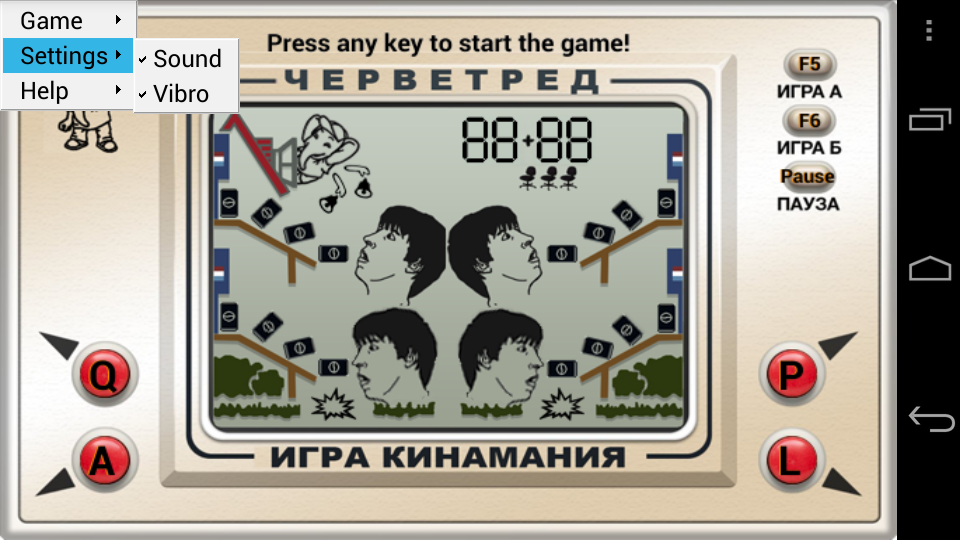 Game
Settings
Help
Sound
Vibro
Press any key to start the game!
ЧЕРВЕТРЕД
88+88
F5
ИГРА А
F6
ИГРА Б
Pause
ПАУЗА
Q
A
P
L
ИГРА КИНАМАНИЯ